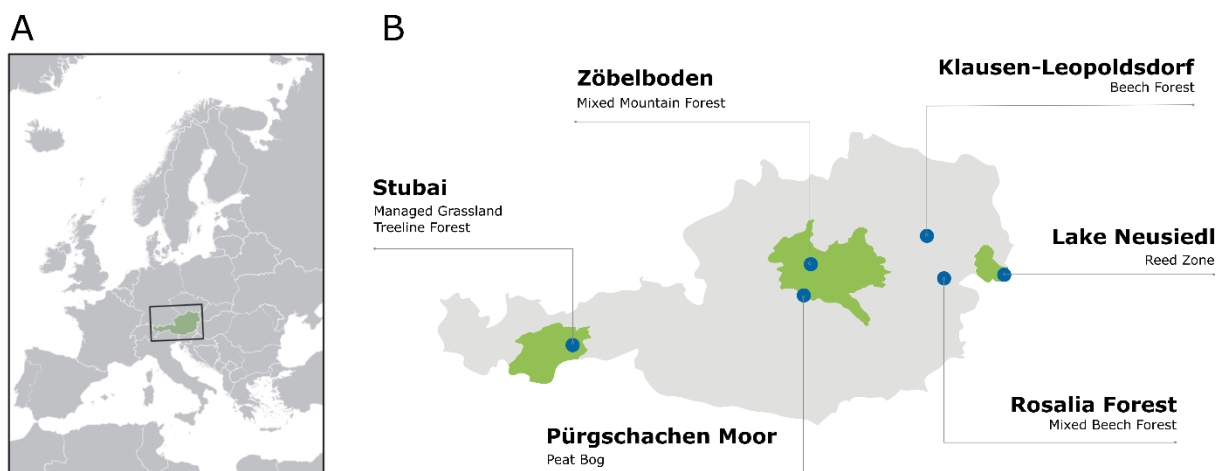 A
B
Zöbelboden
Mixed Mountain Forest
Klausen-Leopoldsdorf
Beech Forest
Stubai
Managed Grassland
Treeline Forest
Lake Neusiedl
Reed Zone
Rosalia Forest
Mixed Beech Forest
Pürgschachen Moor
Peat Bog